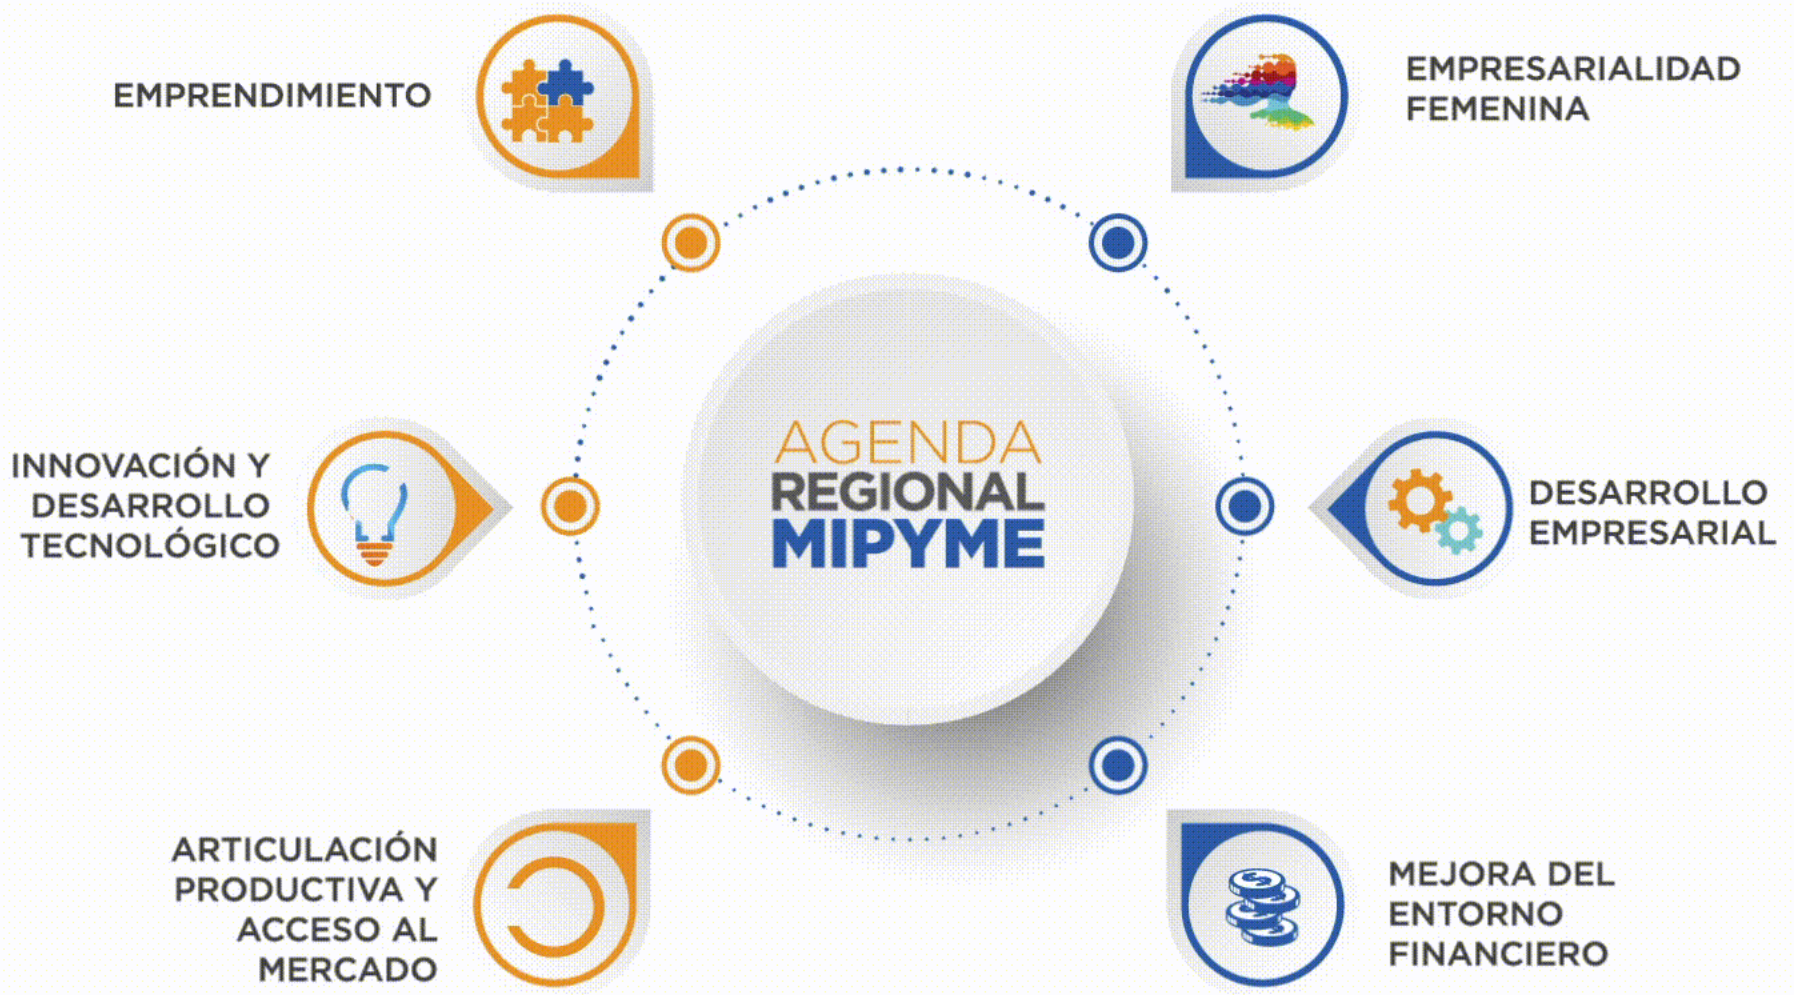 EMPRENDIMIENTO
EMPRESARIALIDAD
FEMENINA
INNOVACIÓN Y
DESARROLLO
TECNOLÓGICO
AGENDA
REGIONAL
MIPYME
DESARROLLO
EMPRESARIAL
ARTICULACIÓN
PRODUCTIVA Y
ACCESO AL
MERCADO
MEJORA DEL
ENTORNO
FINANCIERO